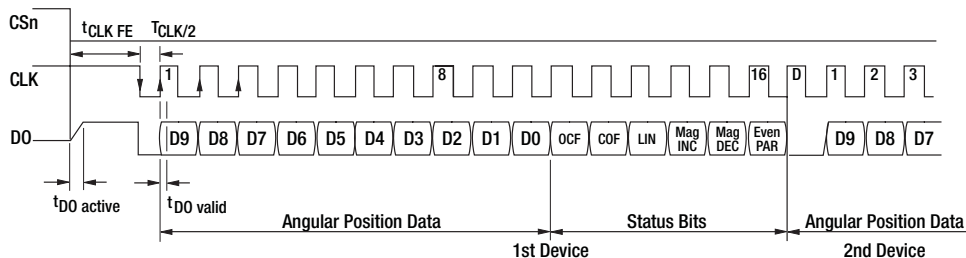 CSn
tCLK FE
TCLK/2
CLK
1
8
16
D
1
2
3
DO
D9
D8
D7
D6
D5
D4
D3
D2
D1
D0
OCF
COF
LIN
Mag
INC
Mag
DEC
Even
PAR
D9
D8
D7
tDO active
tDO valid
Angular Position Data
Status Bits
Angular Position Data
1st Device
2nd Device